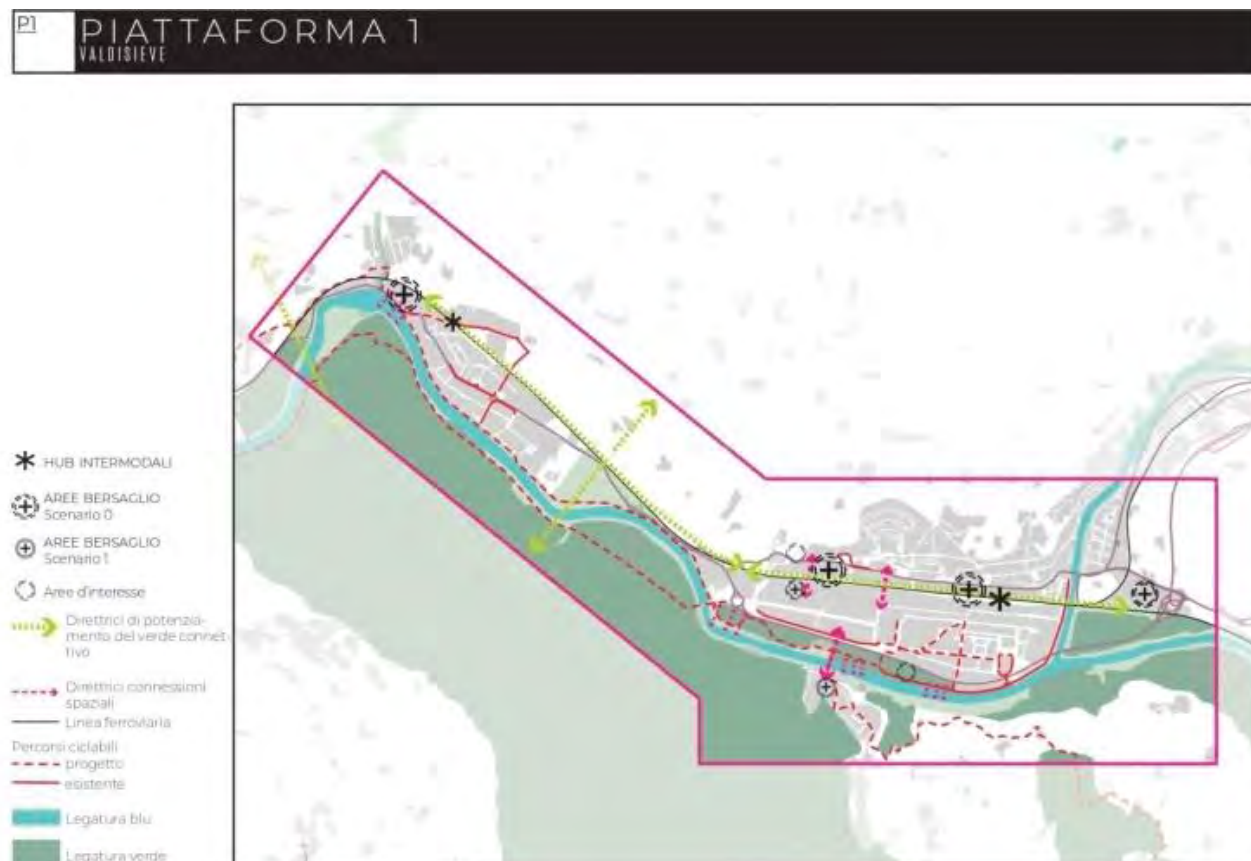 P1
PIATTAFORMA 1
VALDISIEVE
HUB INTERMODALI
AREE BERSAGLIO
Scenario 0
AREE BERSAGLIO
Scenario 1
Aree d'interesse
Direttrici di potenzia-
mento del verde connet-
tivo
Direttrici connessioni
spaziali
Linea ferroviaria
Percorsi ciclabili
progetto
esistente
Legatura blu
Legatura verde